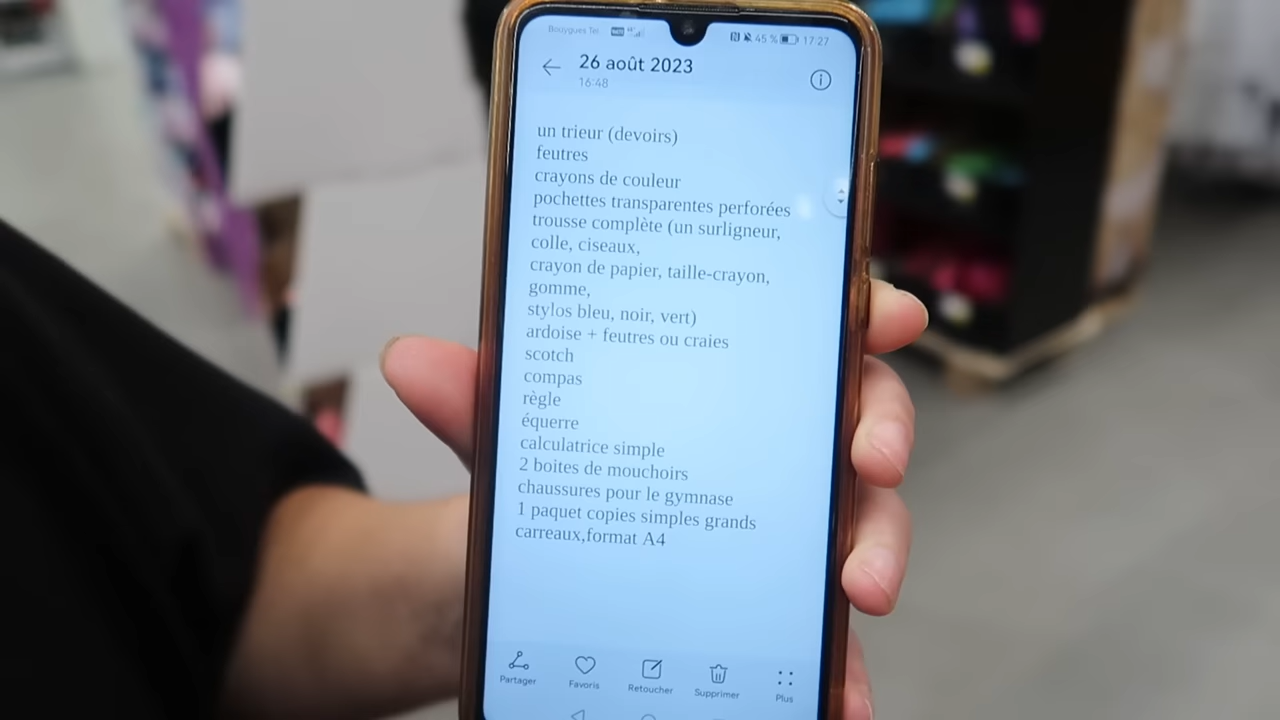 Bouygues Tel
45 % 17:27
26 août 2023
16:48
un trieur (devoirs)
feutres
crayons de couleur
pochettes transparentes perforées
trousse complète (un surligneur,
colle, ciseaux,
crayon de papier, taille-crayon,
gomme,
stylos bleu, noir, vert)
ardoise + feutres ou craies
scotch
compas
règle
équerre
calculatrice simple
2 boites de mouchoirs
chaussures pour le gymnase
1 paquet copies simples grands
carreaux,format A4
Partager Favoris Retoucher Supprimer Plus